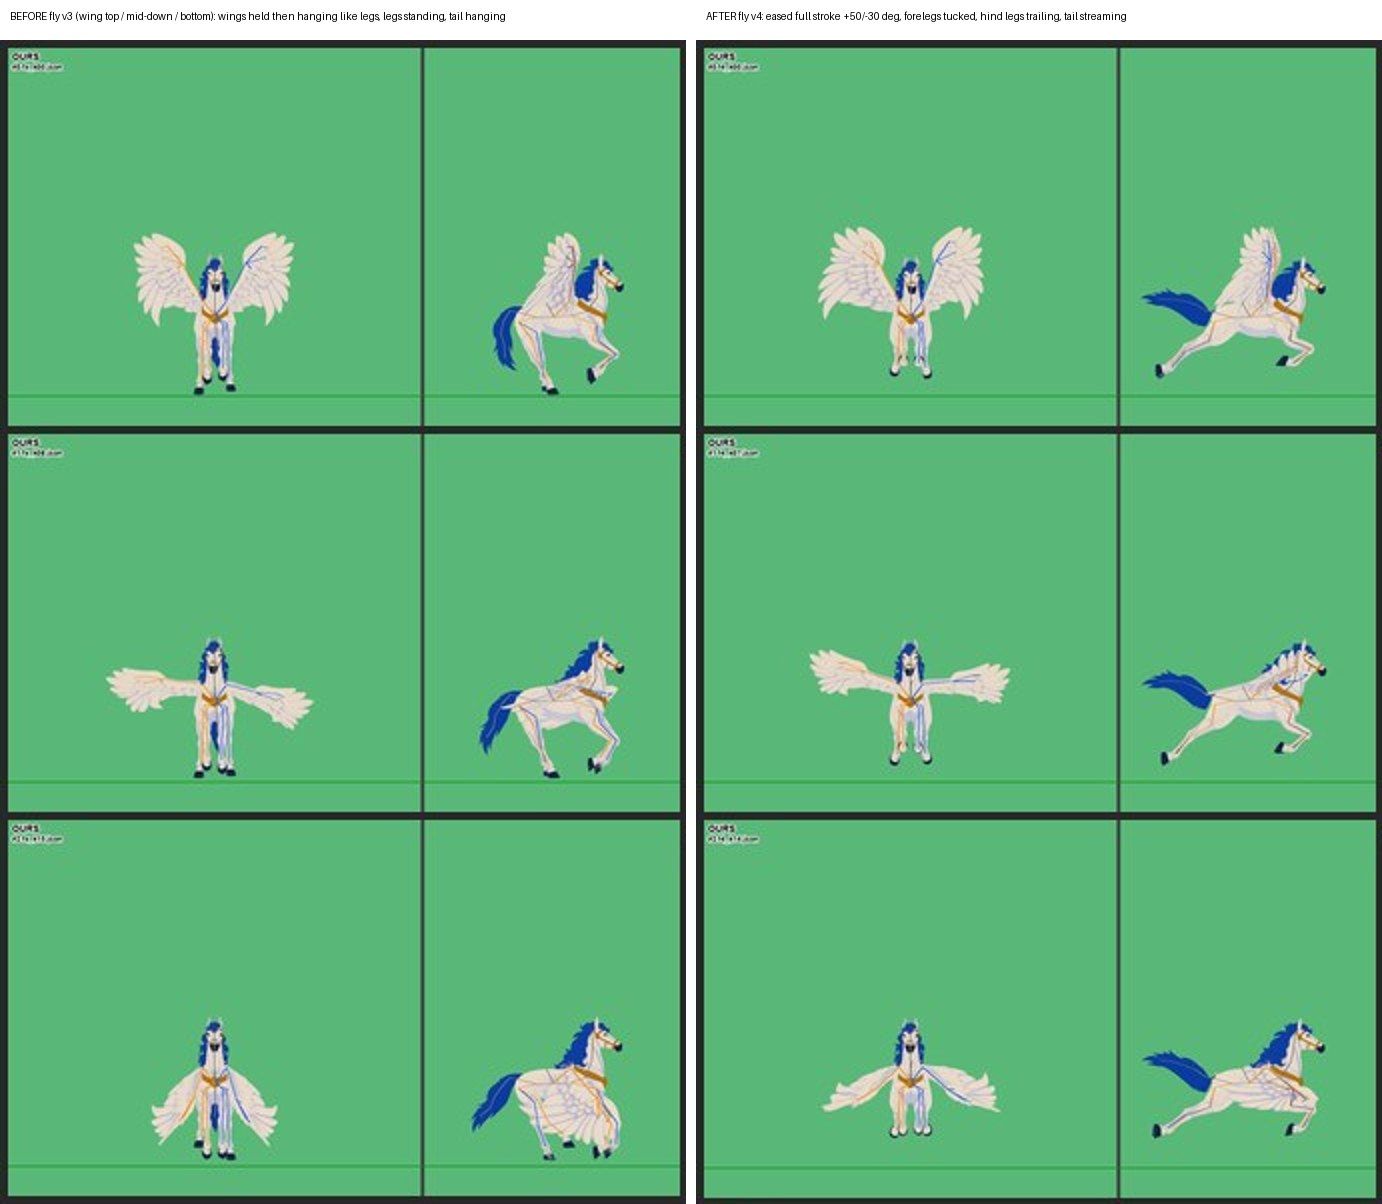 BEFORE fly v3 (wing top / mid-down / bottom): wings held then hanging like legs, legs standing, tail hanging
AFTER fly v4: eased full stroke +50/-30 deg, forelegs tucked, hind legs trailing, tail streaming
OURS
OURS
OURS
OURS
OURS
OURS